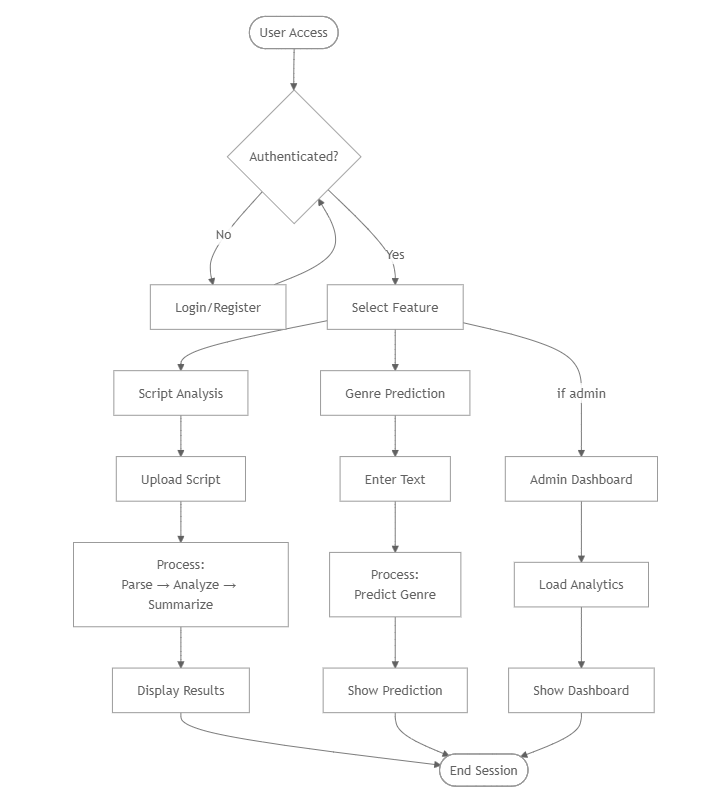 User Access
Authenticated?
No
Yes
Login/Register
Select Feature
Script Analysis
Genre Prediction
if admin
Upload Script
Enter Text
Admin Dashboard
Process:
Parse → Analyze →
Summarize
Process:
Predict Genre
Load Analytics
Display Results
Show Prediction
Show Dashboard
End Session